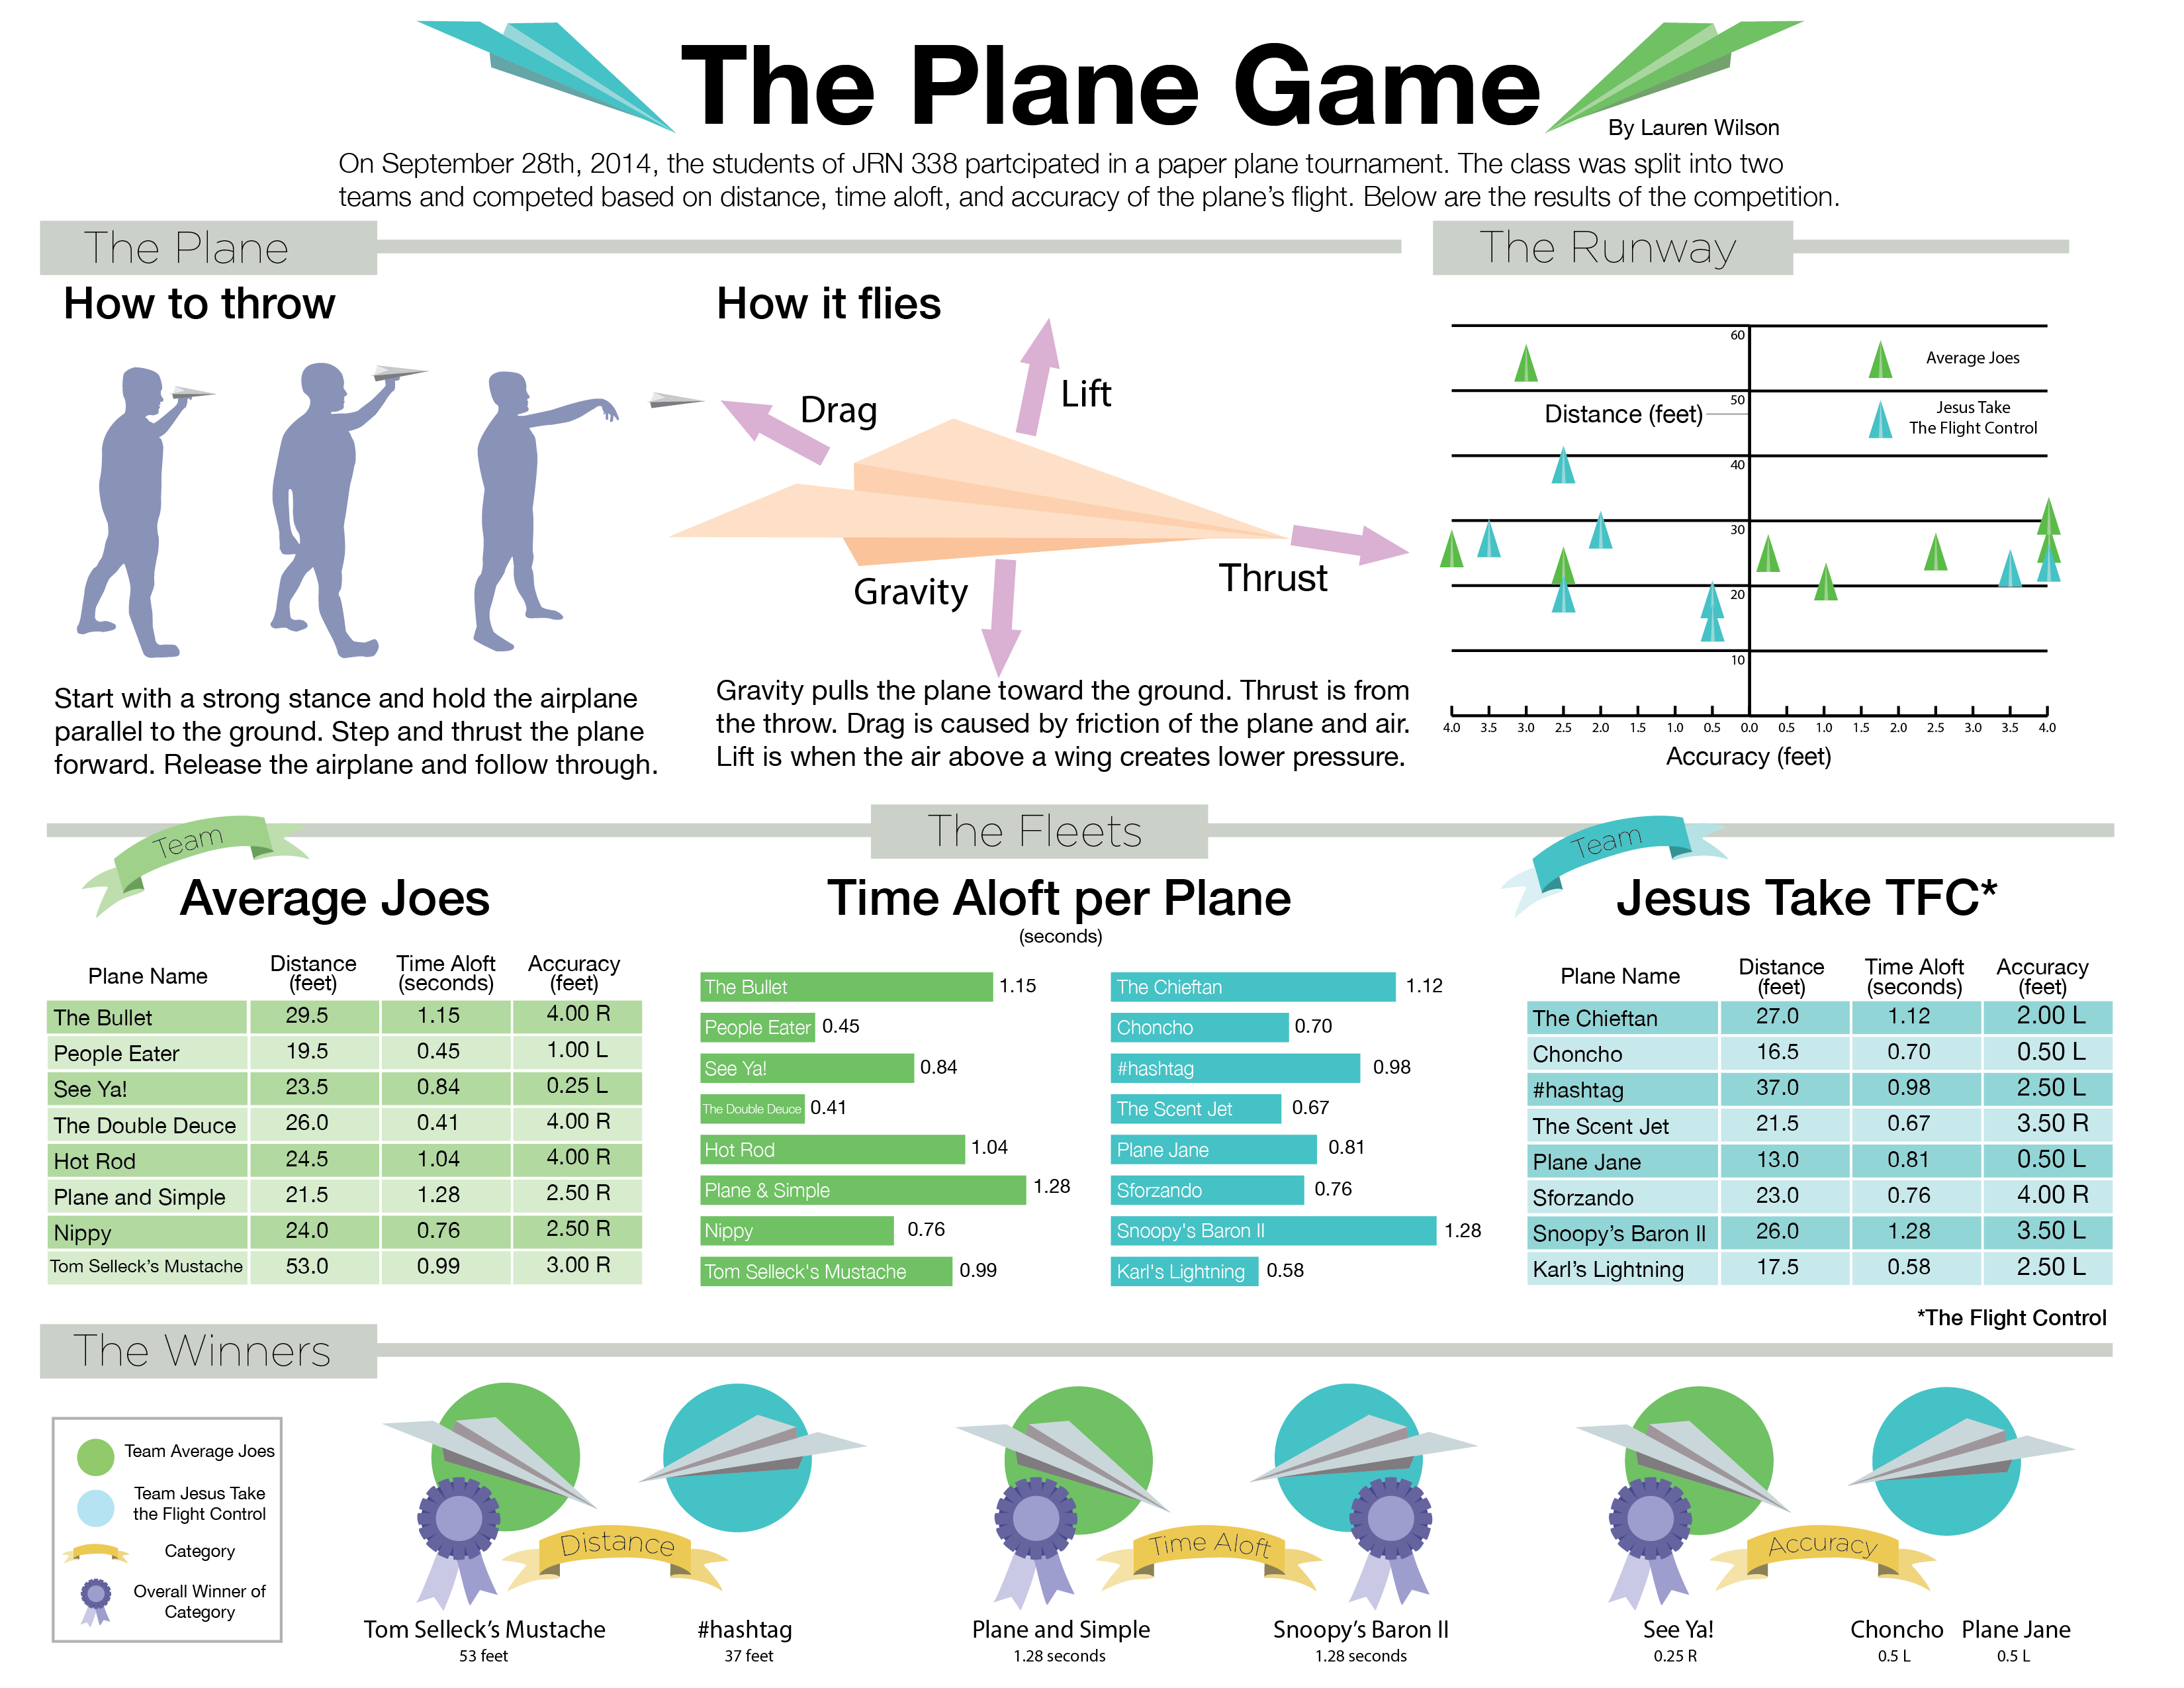 The Plane Game
By Lauren Wilson
On September 28th, 2014, the students of JRN 338 partcipated in a paper plane tournament. The class was split into two
teams and competed based on distance, time aloft, and accuracy of the plane's flight. Below are the results of the competition.
The Plane
How to throw
Start with a strong stance and hold the airplane
parallel to the ground. Step and thrust the plane
forward. Release the airplane and follow through.
How it flies
Drag
Lift
Gravity
Thrust
Gravity pulls the plane toward the ground. Thrust is from
the throw. Drag is caused by friction of the plane and air.
Lift is when the air above a wing creates lower pressure.
The Runway
60
Average Joes
50
Distance (feet)
Jesus Take
The Flight Control
40
30
20
10
4.0 3.5 3.0 2.5 2.0 1.5 1.0 0.5 0.0 0.5 1.0 1.5 2.0 2.5 3.0 3.5 4.0
Accuracy (feet)
The Fleets
Team
Average Joes
Plane Name Distance (feet) Time Aloft (seconds) Accuracy (feet)
The Bullet 29.5 1.15 4.00 R
People Eater 19.5 0.45 1.00 L
See Ya! 23.5 0.84 0.25 L
The Double Deuce 26.0 0.41 4.00 R
Hot Rod 24.5 1.04 4.00 R
Plane and Simple 21.5 1.28 2.50 R
Nippy 24.0 0.76 2.50 R
Tom Selleck's Mustache 53.0 0.99 3.00 R
Time Aloft per Plane
(seconds)
The Bullet 1.15
People Eater 0.45
See Ya! 0.84
The Double Deuce 0.41
Hot Rod 1.04
Plane & Simple 1.28
Nippy 0.76
Tom Selleck's Mustache 0.99
The Chieftan 1.12
Choncho 0.70
#hashtag 0.98
The Scent Jet 0.67
Plane Jane 0.81
Sforzando 0.76
Snoopy's Baron II 1.28
Karl's Lightning 0.58
Team
Jesus Take TFC*
Plane Name Distance (feet) Time Aloft (seconds) Accuracy (feet)
The Chieftan 27.0 1.12 2.00 L
Choncho 16.5 0.70 0.50 L
#hashtag 37.0 0.98 2.50 L
The Scent Jet 21.5 0.67 3.50 R
Plane Jane 13.0 0.81 0.50 L
Sforzando 23.0 0.76 4.00 R
Snoopy's Baron II 26.0 1.28 3.50 L
Karl's Lightning 17.5 0.58 2.50 L
*The Flight Control
The Winners
Team Average Joes
Team Jesus Take
the Flight Control
Category
Overall Winner of
Category
Distance
Tom Selleck's Mustache
53 feet
#hashtag
37 feet
Time Aloft
Plane and Simple
1.28 seconds
Snoopy's Baron II
1.28 seconds
Accuracy
See Ya!
0.25 R
Choncho
0.5 L
Plane Jane
0.5 L